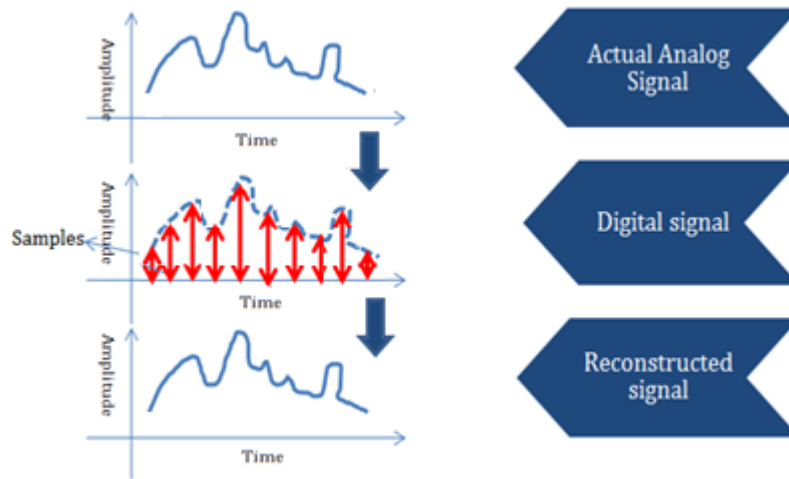 Amplitude
Time
Actual Analog
Signal
Amplitude
Samples
Time
Digital signal
Amplitude
Time
Reconstructed
signal